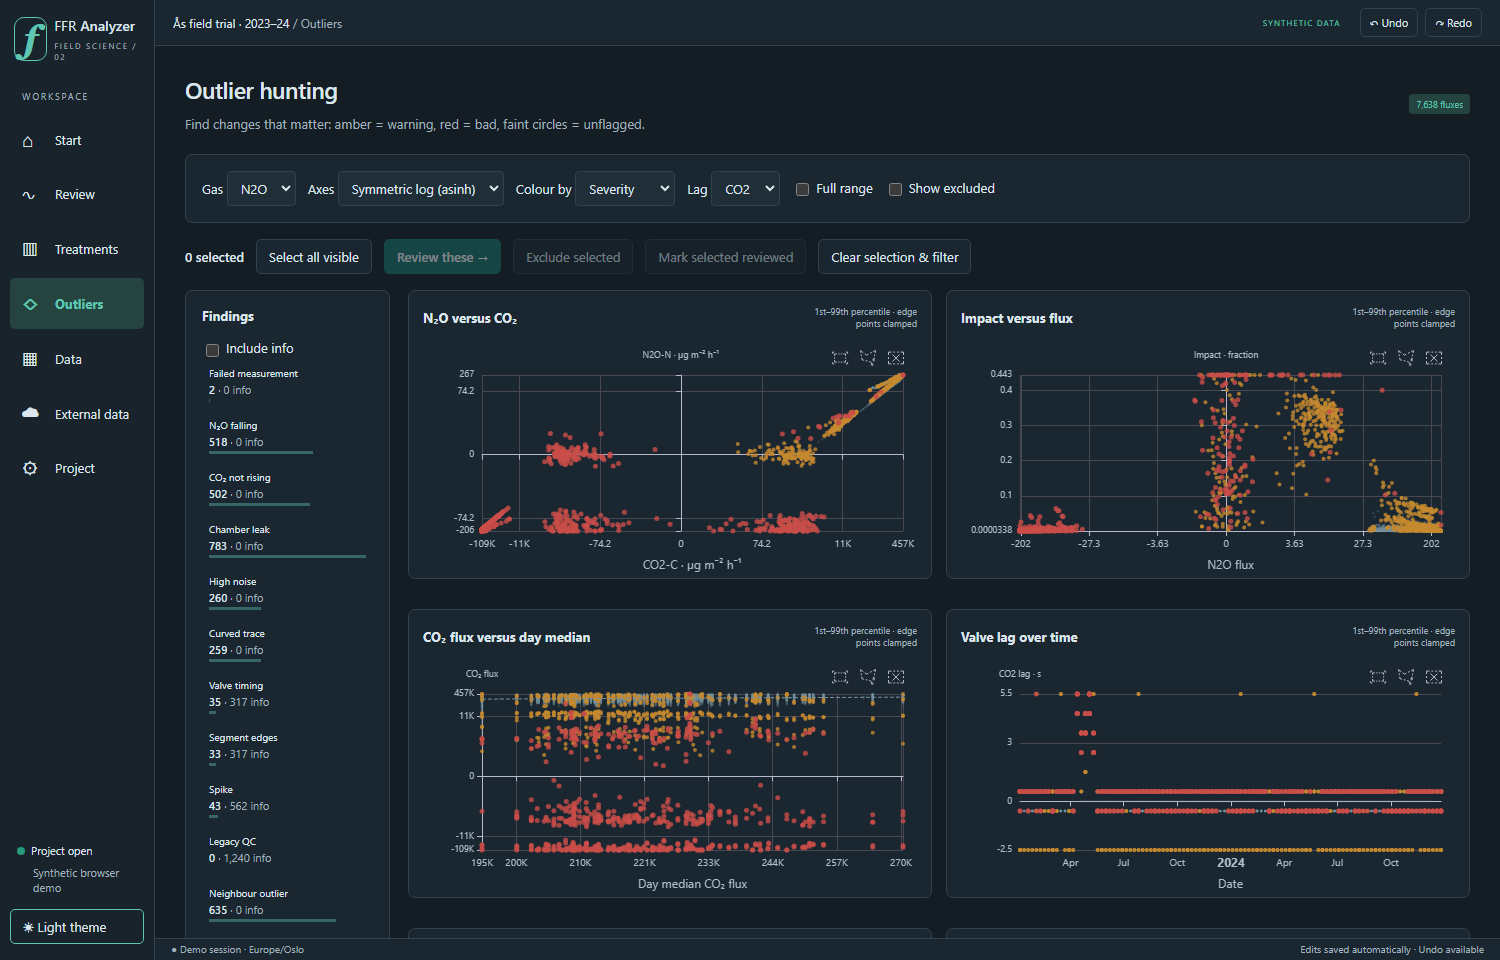 FFR Analyzer
FIELD SCIENCE / 02
Ås field trial · 2023–24 / Outliers
SYNTHETIC DATA
↶ Undo
↷ Redo
WORKSPACE
Start
Review
Treatments
Outliers
Data
External data
Project
Project open
Synthetic browser demo
☀ Light theme
Outlier hunting
Find changes that matter: amber = warning, red = bad, faint circles = unflagged.
7,638 fluxes
Gas N2O Axes Symmetric log (asinh) Colour by Severity Lag CO2 Full range Show excluded
0 selected Select all visible Review these → Exclude selected Mark selected reviewed Clear selection & filter
Findings
Include info
Failed measurement
2 · 0 info
N₂O falling
518 · 0 info
CO₂ not rising
502 · 0 info
Chamber leak
783 · 0 info
High noise
260 · 0 info
Curved trace
259 · 0 info
Valve timing
35 · 317 info
Segment edges
33 · 317 info
Spike
43 · 562 info
Legacy QC
0 · 1,240 info
Neighbour outlier
635 · 0 info
N₂O versus CO₂
1st–99th percentile · edge points clamped
N2O-N · µg m⁻² h⁻¹
267
74.2
0
-74.2
-206
-109K -11K -74.2 0 74.2 11K 457K
CO2-C · µg m⁻² h⁻¹
Impact versus flux
1st–99th percentile · edge points clamped
Impact · fraction
0.443
0.4
0.3
0.2
0.1
0.0000338
-202 -27.3 -3.63 0 3.63 27.3 202
N2O flux
CO₂ flux versus day median
1st–99th percentile · edge points clamped
CO₂ flux
457K
11K
0
-11K
-109K
195K 200K 210K 221K 233K 244K 257K 270K
Day median CO₂ flux
Valve lag over time
1st–99th percentile · edge points clamped
CO2 lag · s
5.5
3
0
-2.5
Apr Jul Oct 2024 Apr Jul Oct
Date
Demo session · Europe/Oslo
Edits saved automatically · Undo available